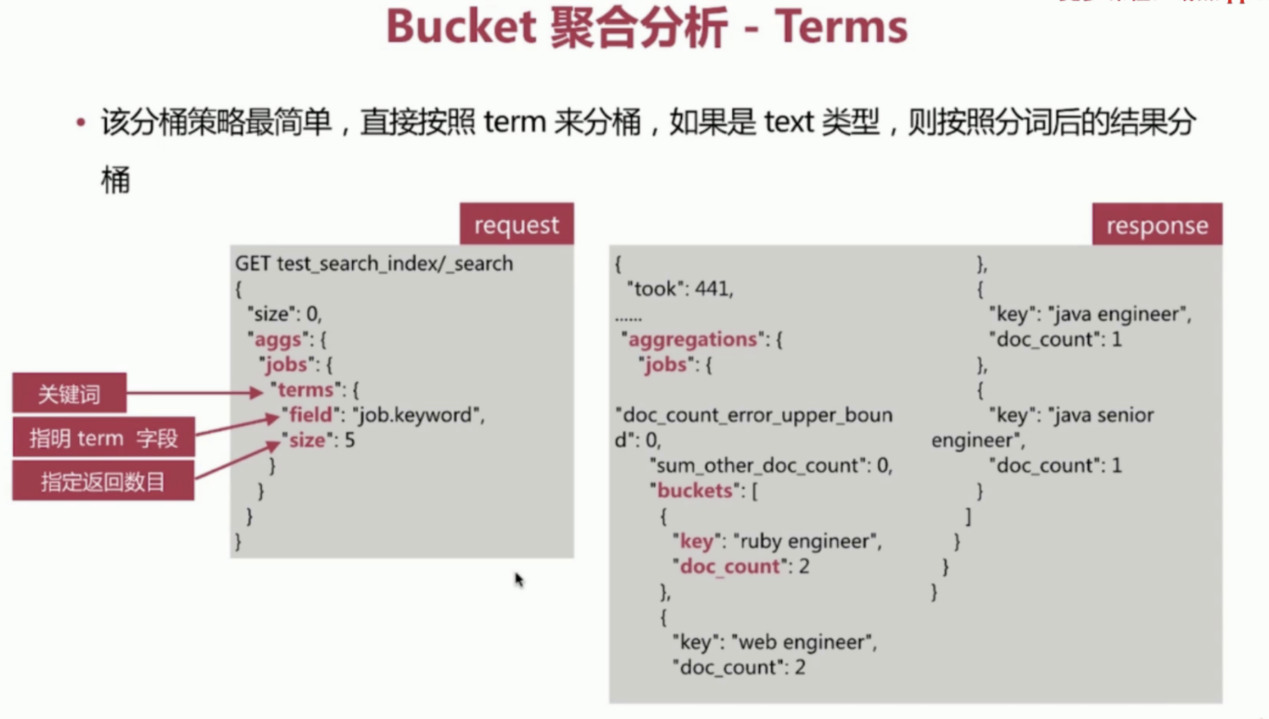 Bucket 聚合分析 - Terms
• 该分桶策略最简单，直接按照 term 来分桶，如果是 text 类型，则按照分词后的结果分
桶
request
GET test_search_index/_search
{
"size": 0,
"aggs": {
"jobs": {
"terms": {
"field": "job.keyword",
"size": 5
}
}
}
}
关键词
指明 term 字段
指定返回数目
response
{
"took": 441,
......
"aggregations": {
"jobs": {
"doc_count_error_upper_boun
d": 0,
"sum_other_doc_count": 0,
"buckets": [
{
"key": "ruby engineer",
"doc_count": 2
},
{
"key": "web engineer",
"doc_count": 2
},
{
"key": "java engineer",
"doc_count": 1
},
{
"key": "java senior
engineer",
"doc_count": 1
}
]
}
}
}